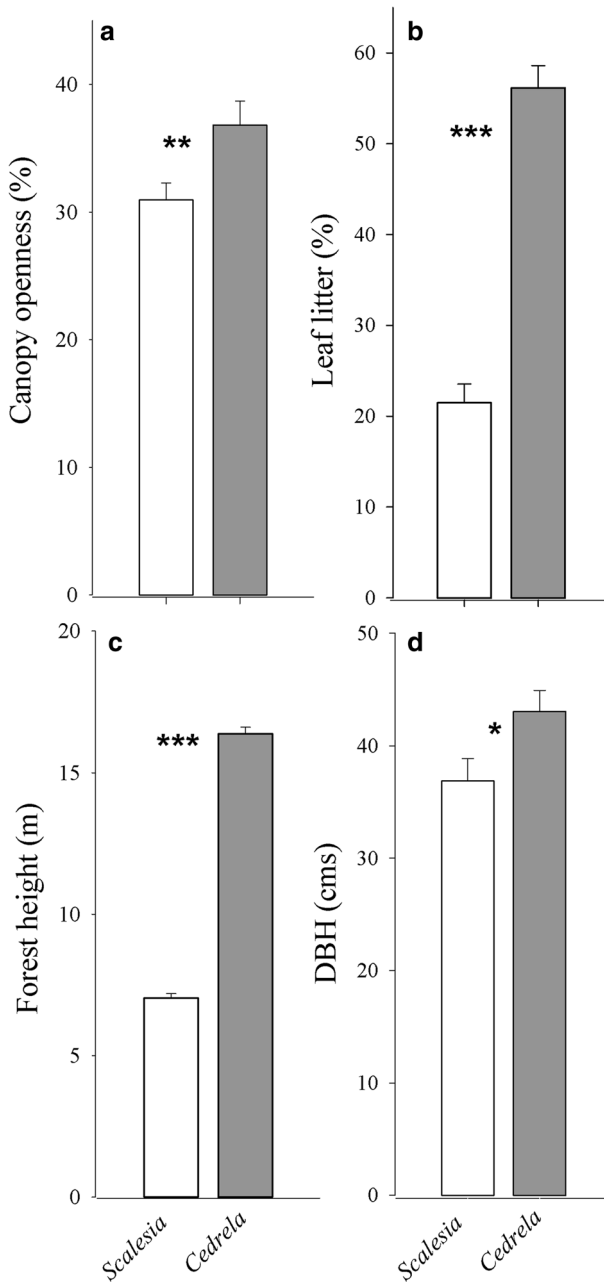 a
Canopy openness (%)
40
30
20
10
0
**
b
Leaf litter (%)
60
50
40
30
20
10
0
***
c
Forest height (m)
20
15
10
5
0
***
Scalesia
Cedrela
d
DBH (cms)
50
40
30
20
10
0
*
Scalesia
Cedrela